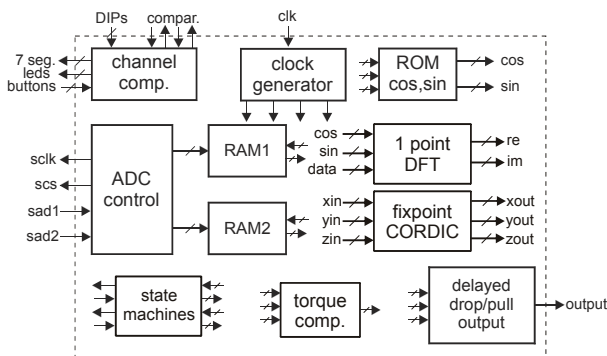 DIPs compar. clk
7 seg.
leds
buttons
channel
comp.
clock
generator
ROM
cos,sin
cos
sin
sclk
scs
sad1
sad2
ADC
control
RAM1
RAM2
cos
sin
data
1 point
DFT
re
im
xin
yin
zin
fixpoint
CORDIC
xout
yout
zout
state
machines
torque
comp.
delayed
drop/pull
output
output